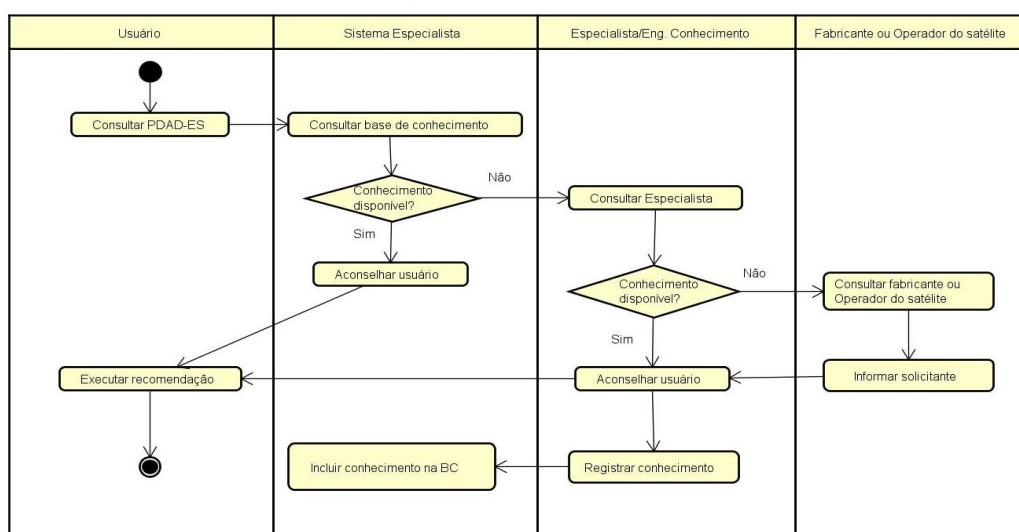 Usuário
Sistema Especialista
Especialista/Eng. Conhecimento
Fabricante ou Operador do satélite
Consultar PDAD-ES
Consultar base de conhecimento
Conhecimento
disponível?
Não
Consultar Especialista
Sim
Aconselhar usuário
Conhecimento
disponível?
Não
Consultar fabricante ou
Operador do satélite
Sim
Executar recomendação
Aconselhar usuário
Informar solicitante
Incluir conhecimento na BC
Registrar conhecimento